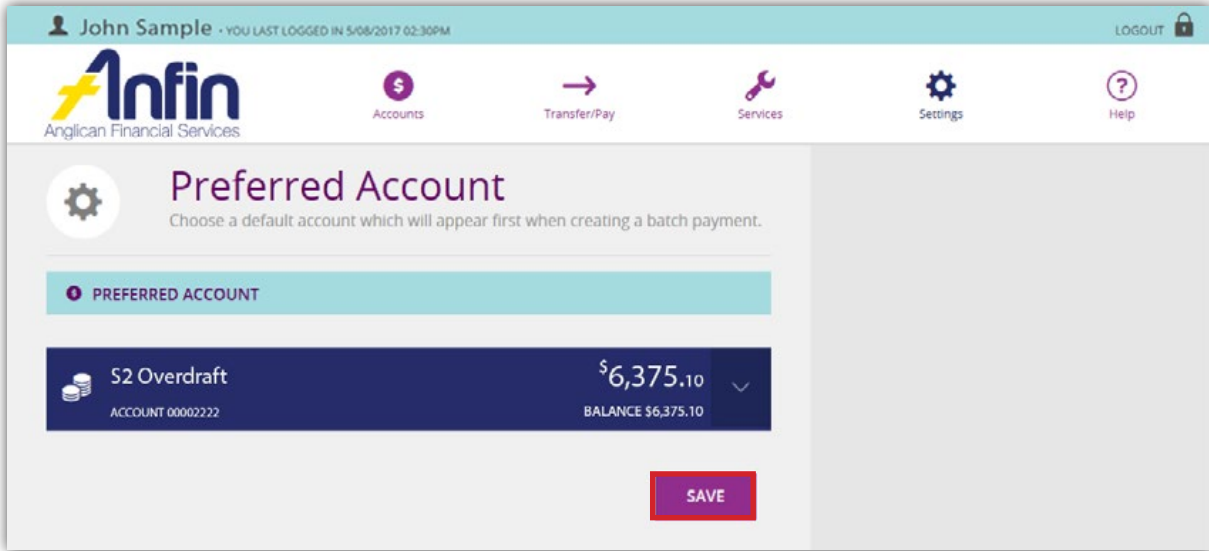 John Sample • YOU LAST LOGGED IN 5/08/2017 02:30PM
LOGOUT
Anfin
Anglican Financial Services
Accounts
Transfer/Pay
Services
Settings
Help
Preferred Account
Choose a default account which will appear first when creating a batch payment.
PREFERRED ACCOUNT
S2 Overdraft
$6,375.10
ACCOUNT 00002222
BALANCE $6,375.10
SAVE